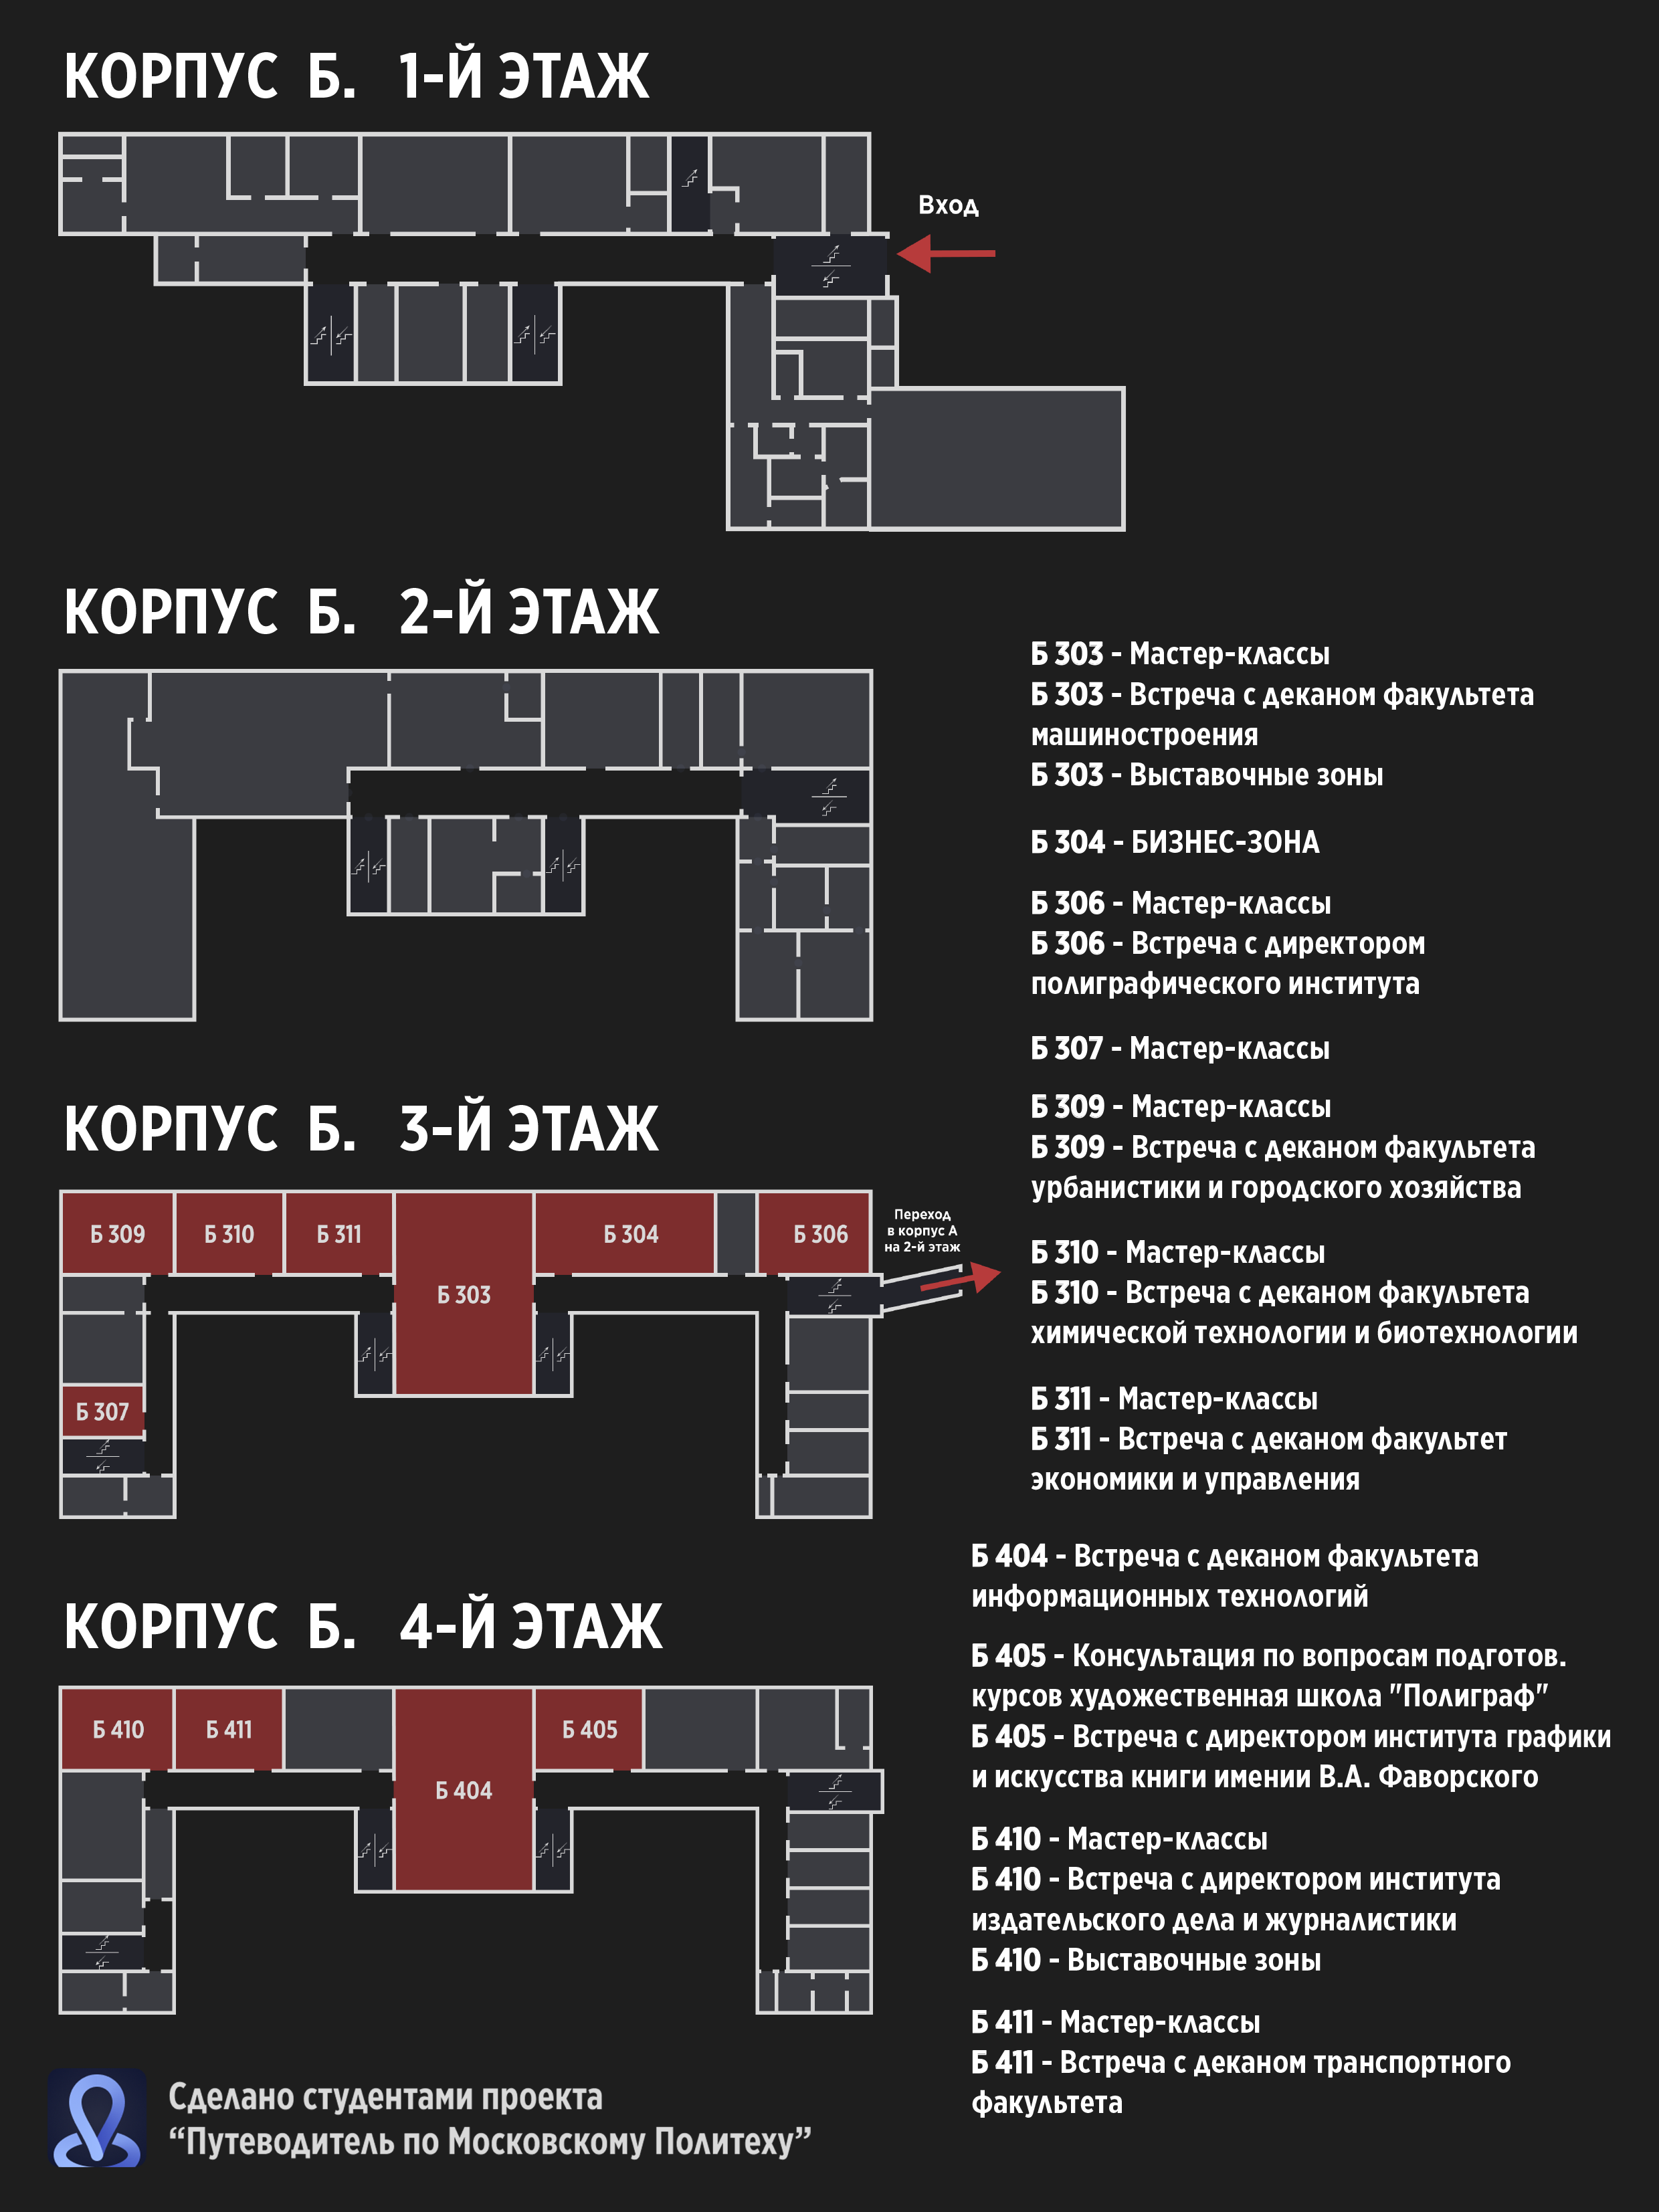 КОРПУС Б. 1-Й ЭТАЖ
Вход
КОРПУС Б. 2-Й ЭТАЖ
Б 303 - Мастер-классы
Б 303 - Встреча с деканом факультета
машиностроения
Б 303 - Выставочные зоны
Б 304 - БИЗНЕС-ЗОНА
Б 306 - Мастер-классы
Б 306 - Встреча с директором
полиграфического института
Б 307 - Мастер-классы
Б 309 - Мастер-классы
Б 309 - Встреча с деканом факультета
урбанистики и городского хозяйства
Б 310 - Мастер-классы
Б 310 - Встреча с деканом факультета
химической технологии и биотехнологии
Б 311 - Мастер-классы
Б 311 - Встреча с деканом факультет
экономики и управления
КОРПУС Б. 3-Й ЭТАЖ
Б 309
Б 310
Б 311
Б 303
Б 304
Б 306
Переход
в корпус А
на 2-й этаж
Б 307
Б 404 - Встреча с деканом факультета
информационных технологий
Б 405 - Консультация по вопросам подготов.
курсов художественная школа "Полиграф"
Б 405 - Встреча с директором института графики
и искусства книги имении В.А. Фаворского
Б 410 - Мастер-классы
Б 410 - Встреча с директором института
издательского дела и журналистики
Б 410 - Выставочные зоны
Б 411 - Мастер-классы
Б 411 - Встреча с деканом транспортного
факультета
КОРПУС Б. 4-Й ЭТАЖ
Б 410
Б 411
Б 404
Б 405
Сделано студентами проекта
“Путеводитель по Московскому Политеху”